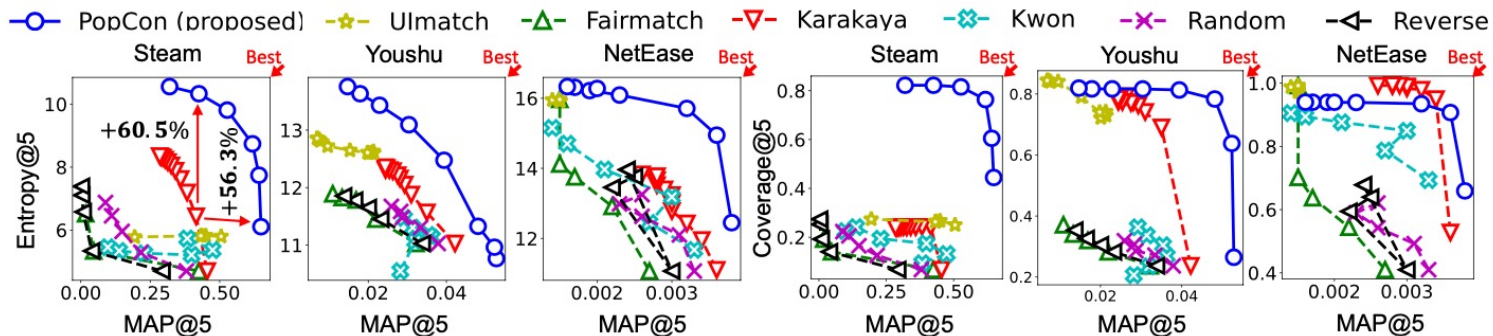 PopCon (proposed) UImatch Fairmatch Karakaya Kwon Random Reverse
Steam Youshu NetEase Steam Youshu NetEase
Best Best Best Best Best Best
Entropy@5
10
8
6
+60.5%
+56.3%
0.00 0.25 0.50
MAP@5
13
12
11
0.02 0.04
MAP@5
16
14
12
0.002 0.003
MAP@5
Coverage@5
0.8
0.6
0.4
0.2
0.00 0.25 0.50
MAP@5
0.8
0.6
0.4
0.2
0.02 0.04
MAP@5
1.0
0.8
0.6
0.4
0.002 0.003
MAP@5